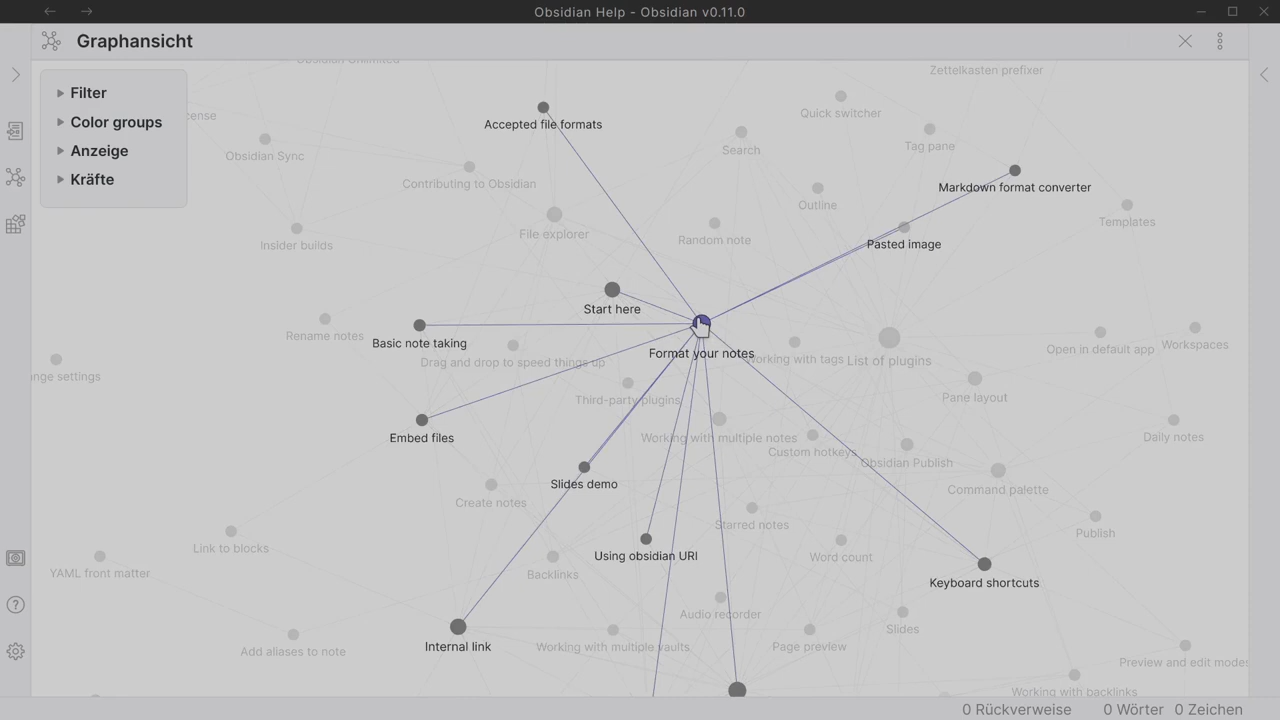 Obsidian Help - Obsidian v0.11.0
Graphansicht
Filter
Color groups
Anzeige
Kräfte
Obsidian Unlimited
Zettelkasten prefixer
Quick switcher
Accepted file formats
Search
Tag pane
Obsidian Sync
Contributing to Obsidian
Markdown format converter
Outline
Templates
File explorer
Random note
Pasted image
Insider builds
Start here
Rename notes
Basic note taking
Format your notes
Drag and drop to speed things up
Working with tags
List of plugins
Open in default app
Workspaces
nge settings
Third-party plugins
Pane layout
Embed files
Working with multiple notes
Custom hotkeys
Obsidian Publish
Daily notes
Slides demo
Command palette
Create notes
Starred notes
Publish
Link to blocks
Using obsidian URI
Word count
YAML front matter
Backlinks
Keyboard shortcuts
Audio recorder
Slides
Internal link
Working with multiple vaults
Page preview
Add aliases to note
Preview and edit modes
Working with backlinks
0 Rückverweise
0 Wörter
0 Zeichen